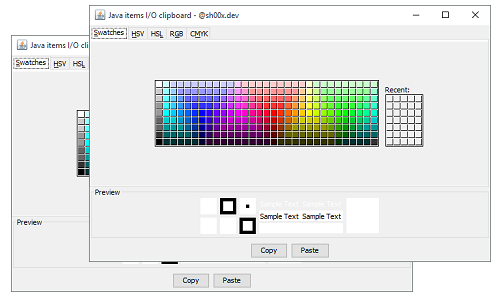 Java items I/O clipboard - @sh00x.dev
Swatches HSV HSL RGB CMYK
Recent:
Preview
Sample Text Sample Text
Sample Text Sample Text
Copy Paste
Java items I/O c
Swatches HSV HSL
Preview
Copy Paste